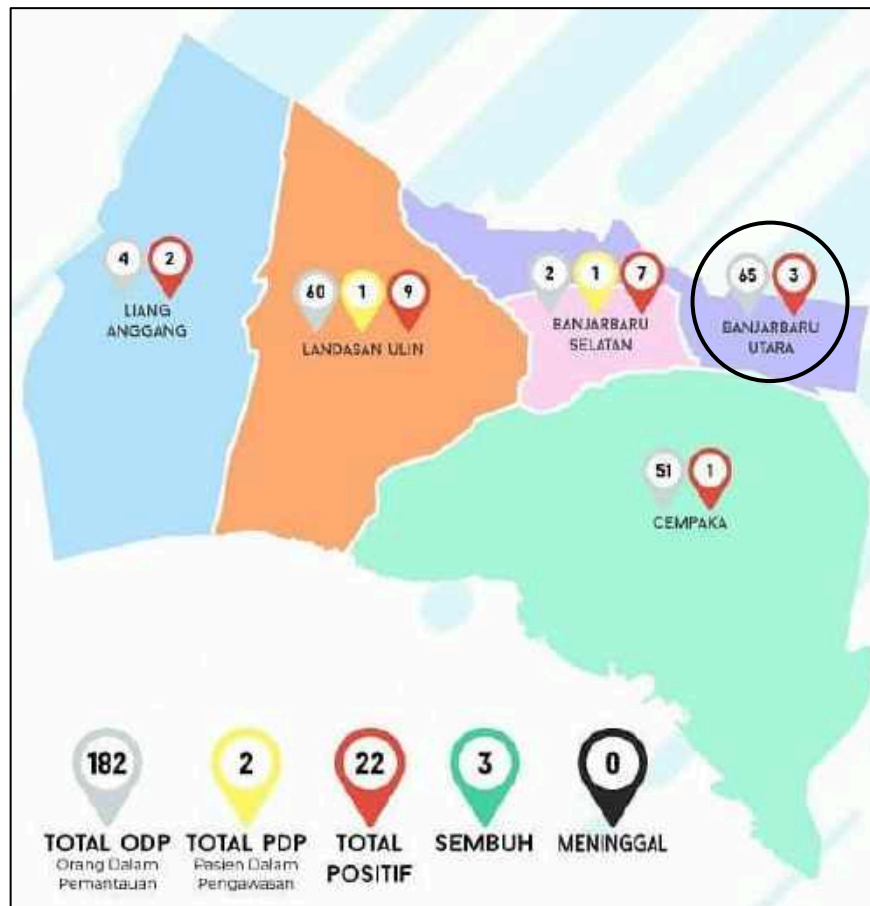 4 2
LIANG
ANGGANG
60 1 9
LANDASAN ULIN
2 1 7
BANJARBARU
SELATAN
65 3
BANJARBARU
UTARA
51 1
CEMPAKA
182
TOTAL ODP
Orang Dalam
Pemantauan
2
TOTAL PDP
Pasien Dalam
Pengawasan
22
TOTAL
POSITIF
3
SEMBUH
0
MENINGGAL